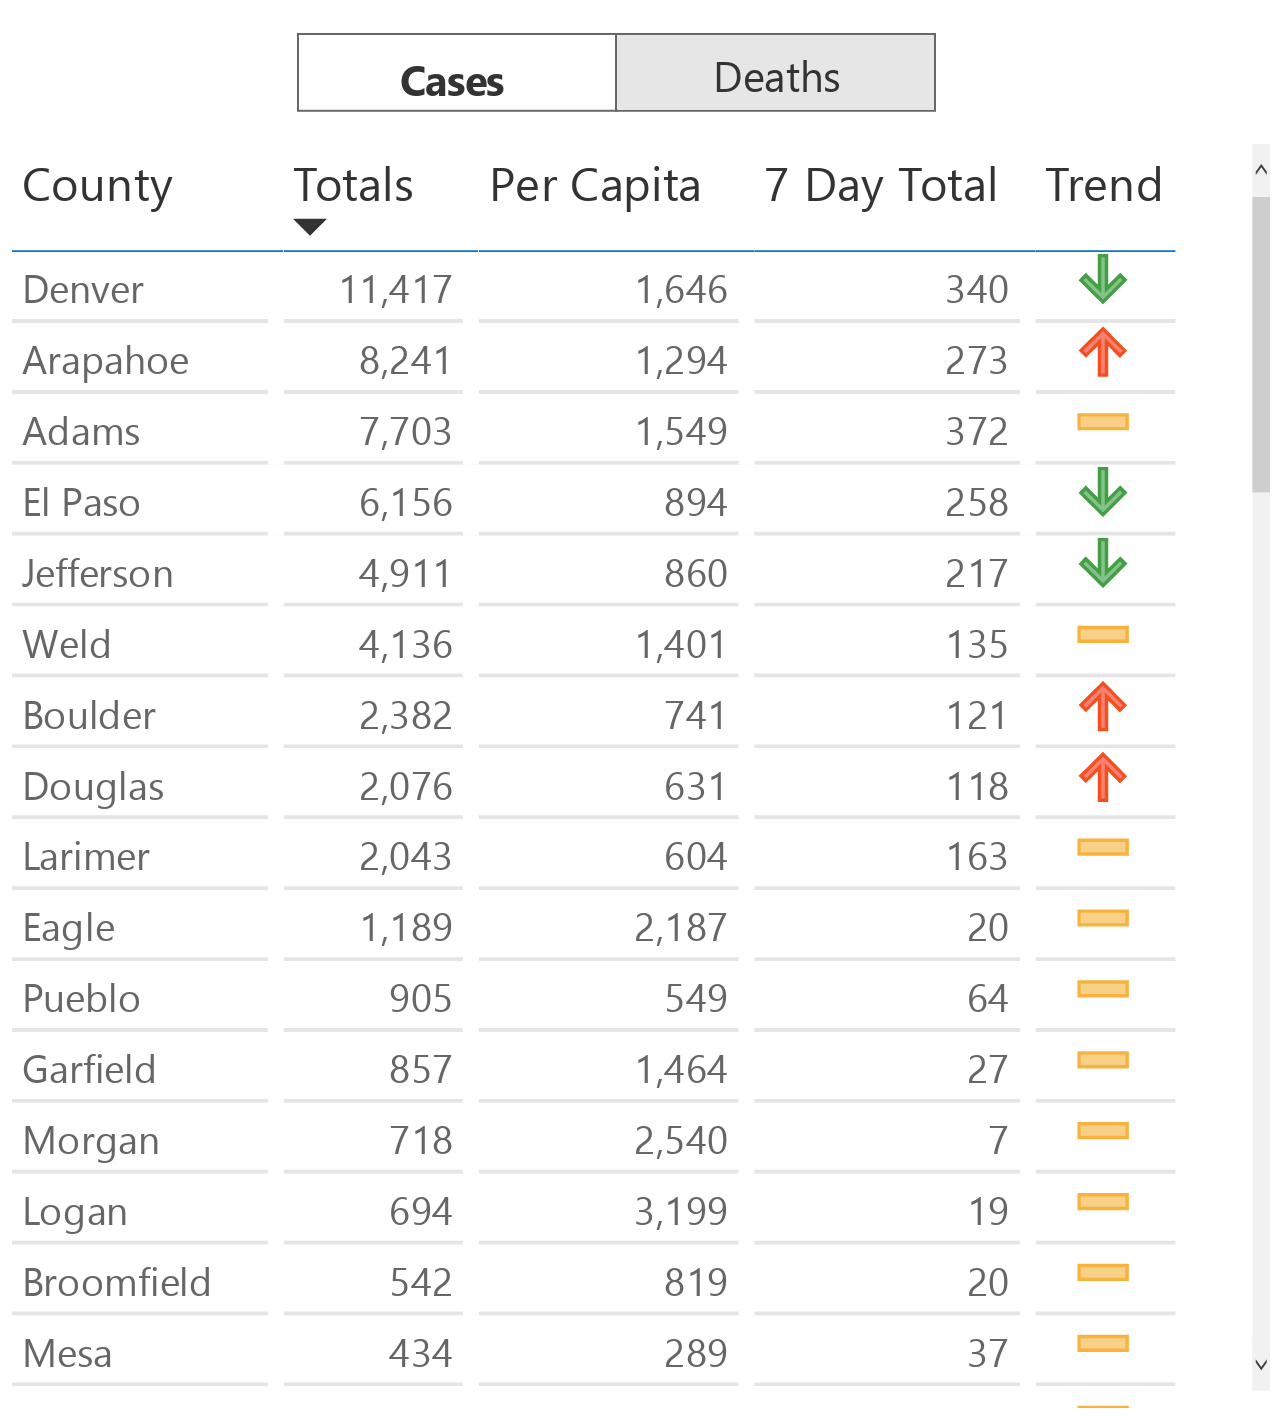 Cases Deaths
County Totals Per Capita 7 Day Total Trend
Denver 11,417 1,646 340
Arapahoe 8,241 1,294 273
Adams 7,703 1,549 372
El Paso 6,156 894 258
Jefferson 4,911 860 217
Weld 4,136 1,401 135
Boulder 2,382 741 121
Douglas 2,076 631 118
Larimer 2,043 604 163
Eagle 1,189 2,187 20
Pueblo 905 549 64
Garfield 857 1,464 27
Morgan 718 2,540 7
Logan 694 3,199 19
Broomfield 542 819 20
Mesa 434 289 37